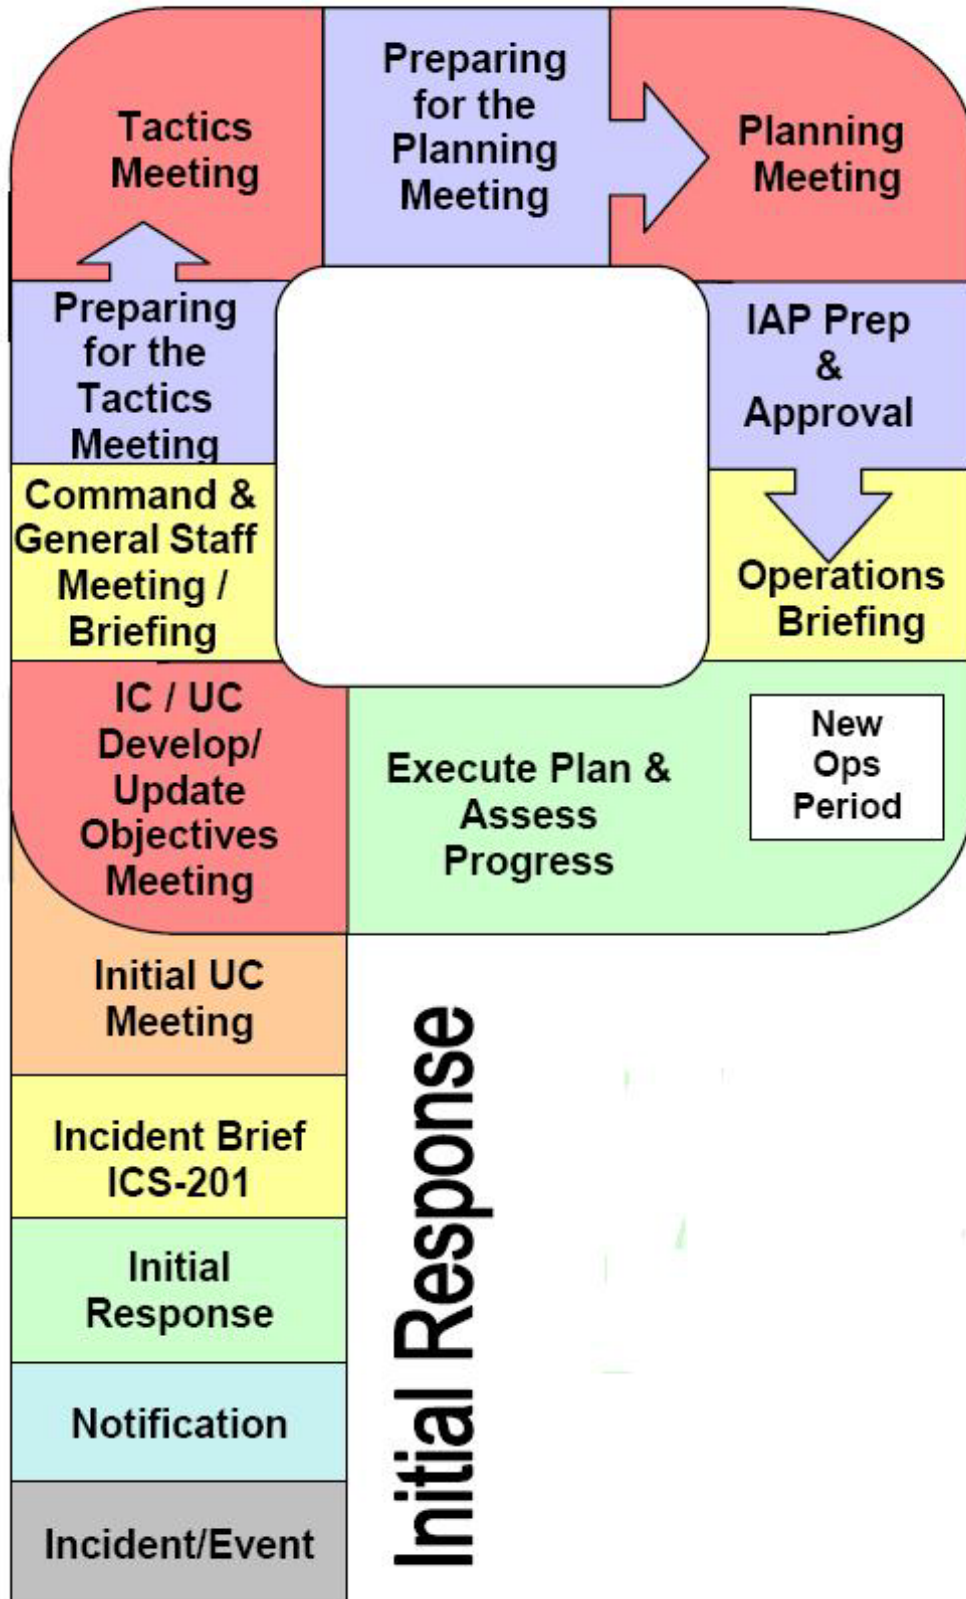 Preparing
for the
Planning
Meeting
Tactics
Meeting
Planning
Meeting
Preparing
for the
Tactics
Meeting
IAP Prep
&
Approval
Command &
General Staff
Meeting /
Briefing
Operations
Briefing
IC / UC
Develop/
Update
Objectives
Meeting
Execute Plan &
Assess
Progress
New
Ops
Period
Initial UC
Meeting
Incident Brief
ICS-201
Initial
Response
Notification
Incident/Event
Initial Response